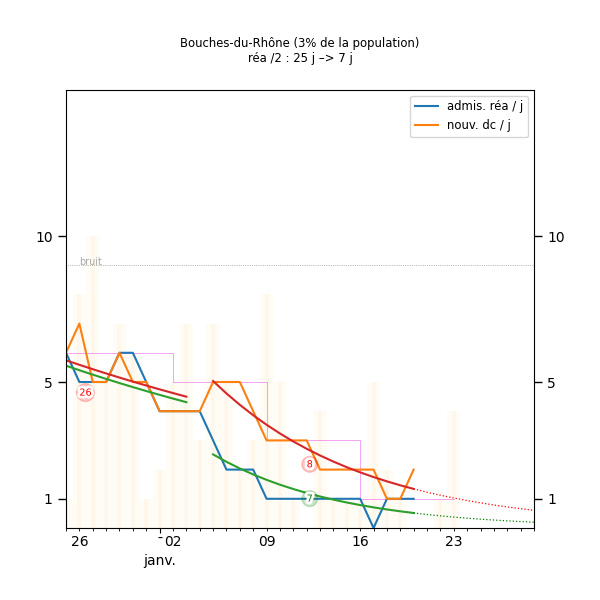 Bouches-du-Rhône (3% de la population)
réa /2 : 25 j –> 7 j
admis. réa / j
nouv. dc / j
10
10
bruit
5
5
26
8
7
1
1
26
02
09
16
23
janv.